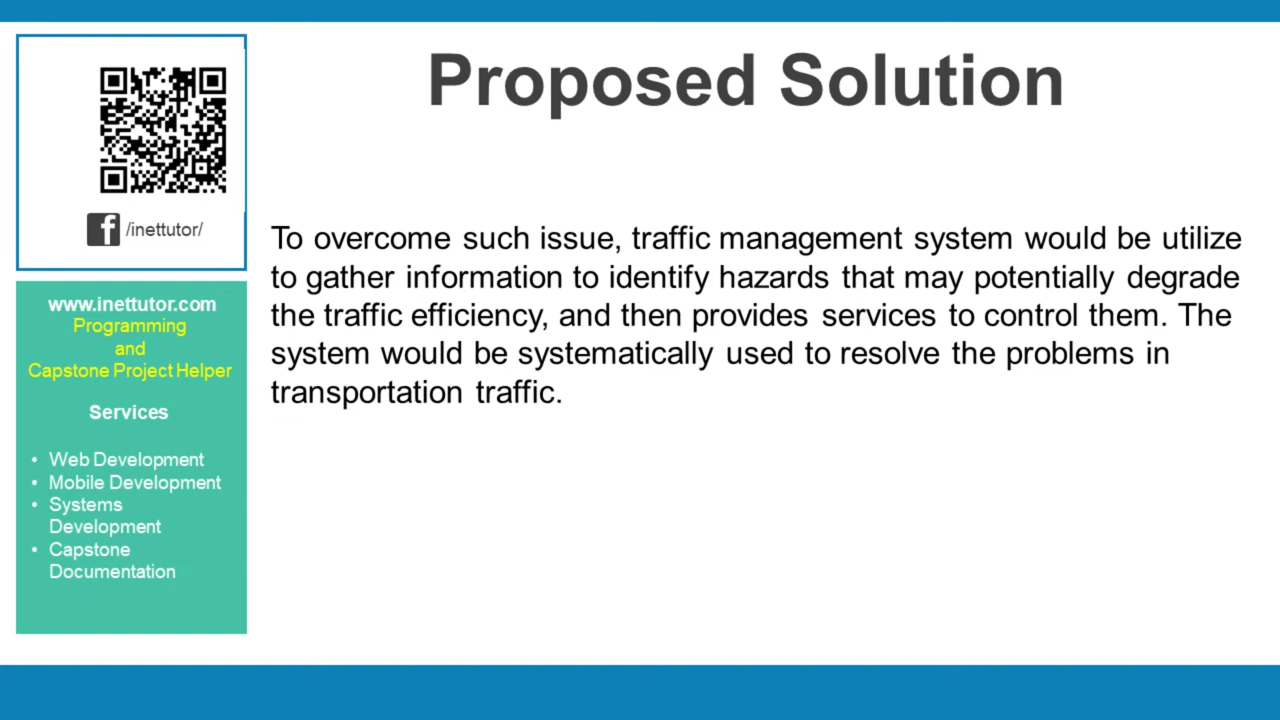 Proposed Solution
/inettutor/
www.inettutor.com
Programming
and
Capstone Project Helper
Services
• Web Development
• Mobile Development
• Systems
Development
• Capstone
Documentation
To overcome such issue, traffic management system would be utilize
to gather information to identify hazards that may potentially degrade
the traffic efficiency, and then provides services to control them. The
system would be systematically used to resolve the problems in
transportation traffic.